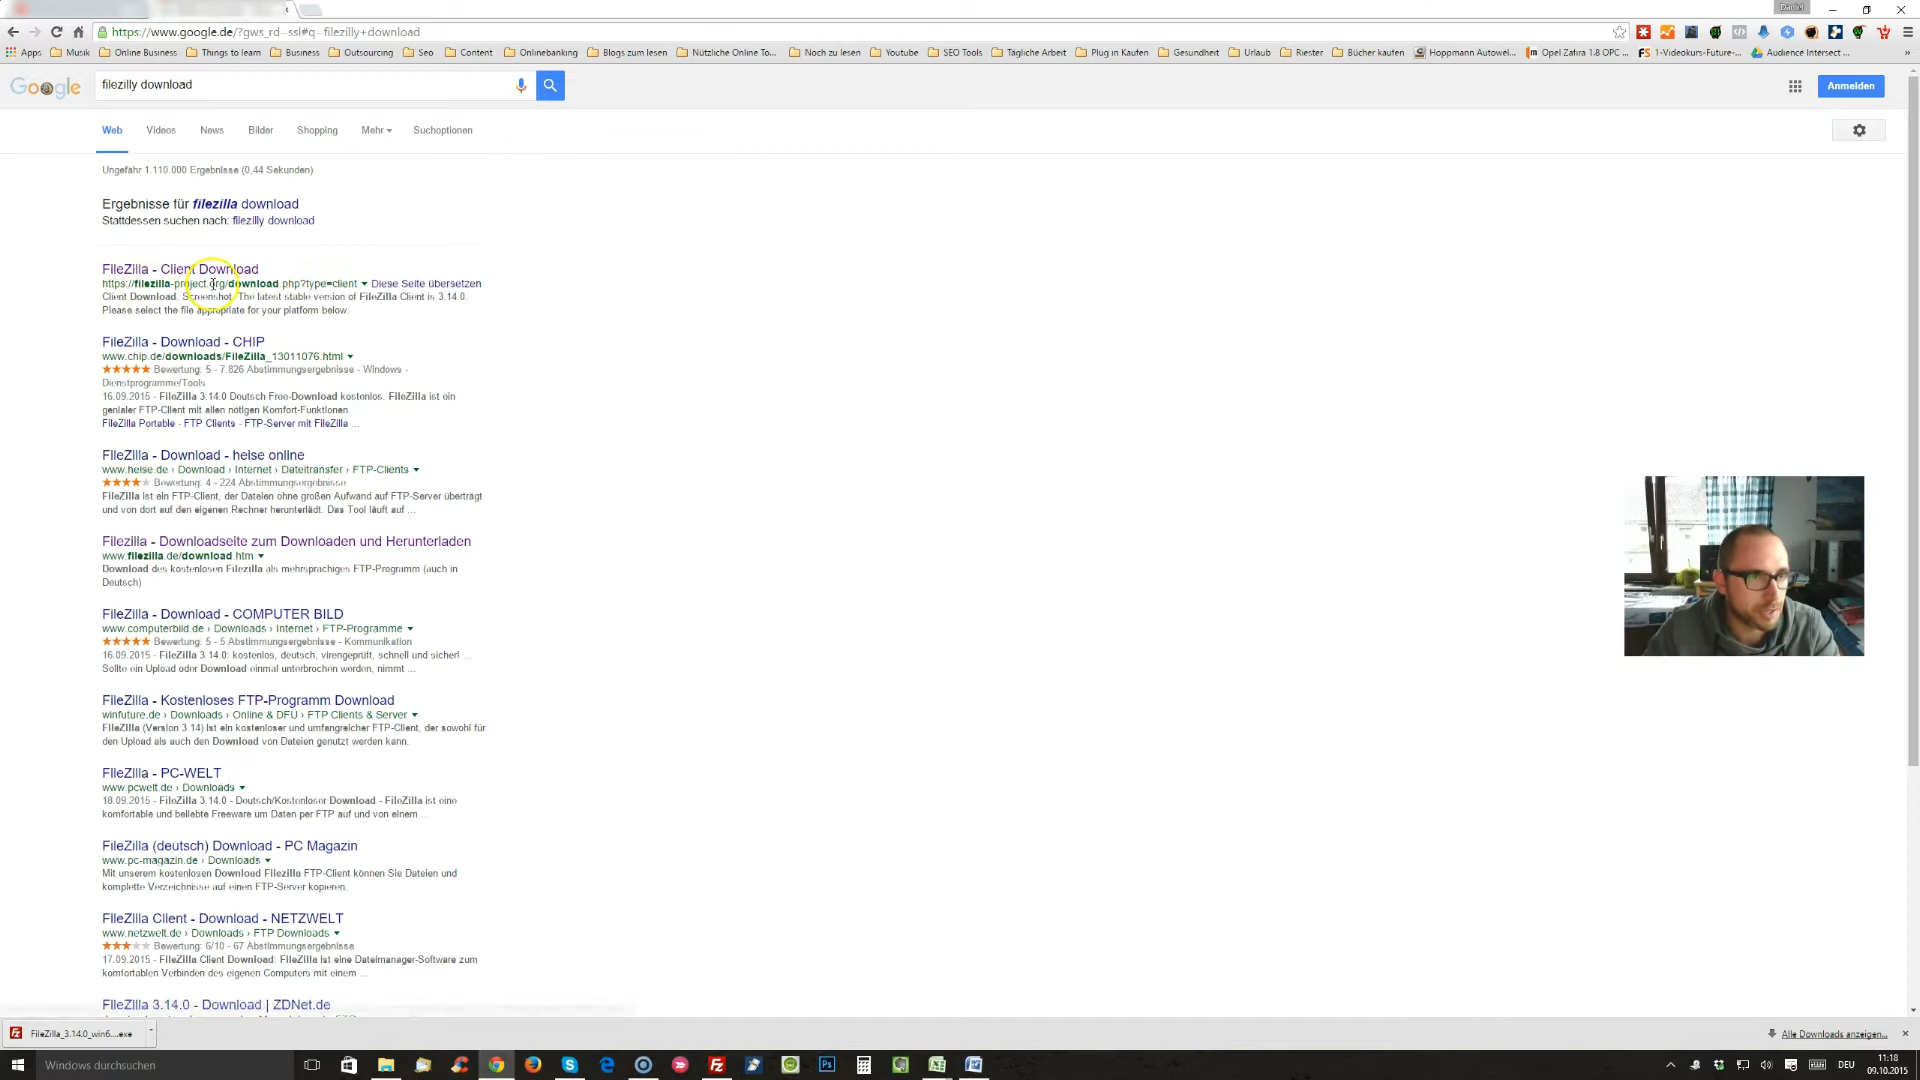 Daniel
https://www.google.de/?gws_rd=ssl#q=filezilly+download
Apps Musik Online Business Things to learn Business Outsourcing Seo Content Onlinebanking Blogs zum lesen Nützliche Online To... Noch zu lesen Youtube SEO Tools Tägliche Arbeit Plug in Kaufen Gesundheit Urlaub Riester Bücher kaufen Hoppmann Autowel... Opel Zafira 1.8 OPC ... 1-Videokurs-Future-... Audience Intersect ... »
Google filezilly download Anmelden
Web Videos News Bilder Shopping Mehr Suchoptionen
Ungefähr 1.110.000 Ergebnisse (0,44 Sekunden)
Ergebnisse für filezilla download
Stattdessen suchen nach: filezilly download
FileZilla - Client Download
https://filezilla-project.org/download.php?type=client Diese Seite übersetzen
Client Download. Screenshot. The latest stable version of FileZilla Client is 3.14.0.
Please select the file appropriate for your platform below.
FileZilla - Download - CHIP
www.chip.de/downloads/FileZilla_13011076.html
Bewertung: 5 - 7.826 Abstimmungsergebnisse - Windows -
Dienstprogramme/Tools
16.09.2015 - FileZilla 3.14.0 Deutsch Free-Download kostenlos. FileZilla ist ein
genialer FTP-Client mit allen nötigen Komfort-Funktionen.
FileZilla Portable - FTP Clients - FTP-Server mit FileZilla ...
FileZilla - Download - heise online
www.heise.de › Download › Internet › Dateitransfer › FTP-Clients
Bewertung: 4 - 224 Abstimmungsergebnisse
FileZilla ist ein FTP-Client, der Dateien ohne großen Aufwand auf FTP-Server überträgt
und von dort auf den eigenen Rechner herunterlädt. Das Tool läuft auf ...
Filezilla - Downloadseite zum Downloaden und Herunterladen
www.filezilla.de/download.htm
Download des kostenlosen Filezilla als mehrsprachiges FTP-Programm (auch in
Deutsch)
FileZilla - Download - COMPUTER BILD
www.computerbild.de › Downloads › Internet › FTP-Programme
Bewertung: 5 - 5 Abstimmungsergebnisse - Kommunikation
16.09.2015 - FileZilla 3.14.0: kostenlos, deutsch, virengeprüft, schnell und sicher! ...
Sollte ein Upload oder Download einmal unterbrochen werden, nimmt ...
FileZilla - Kostenloses FTP-Programm Download
winfuture.de › Downloads › Online & DFU › FTP Clients & Server
FileZilla (Version 3.14) ist ein kostenloser und umfangreicher FTP-Client, der sowohl für
den Upload als auch den Download von Dateien genutzt werden kann.
FileZilla - PC-WELT
www.pcwelt.de › Downloads
18.09.2015 - FileZilla 3.14.0 - Deutsch/Kostenloser Download - FileZilla ist eine
komfortable und beliebte Freeware um Daten per FTP auf und von einem ...
FileZilla (deutsch) Download - PC Magazin
www.pc-magazin.de › Downloads
Mit unserem kostenlosen Download Filezilla FTP-Client können Sie Dateien und
komplette Verzeichnisse auf einen FTP-Server kopieren.
FileZilla Client - Download - NETZWELT
www.netzwelt.de › Downloads › FTP Downloads
Bewertung: 6/10 - 67 Abstimmungsergebnisse
17.09.2015 - FileZilla Client Download: FileZilla ist eine Dateimanager-Software zum
komfortablen Verbinden des eigenen Computers mit einem ...
FileZilla 3.14.0 - Download | ZDNet.de
FileZilla_3.14.0_win6....exe Alle Downloads anzeigen...
Windows durchsuchen DEU 11:18
09.10.2015